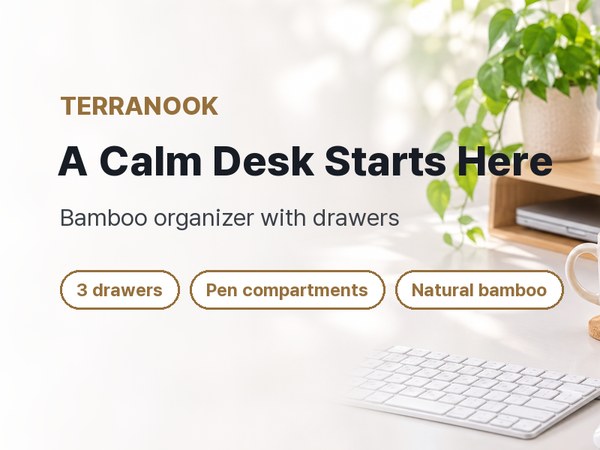 TERRANOOK
A Calm Desk Starts Here
Bamboo organizer with drawers
3 drawers Pen compartments Natural bamboo